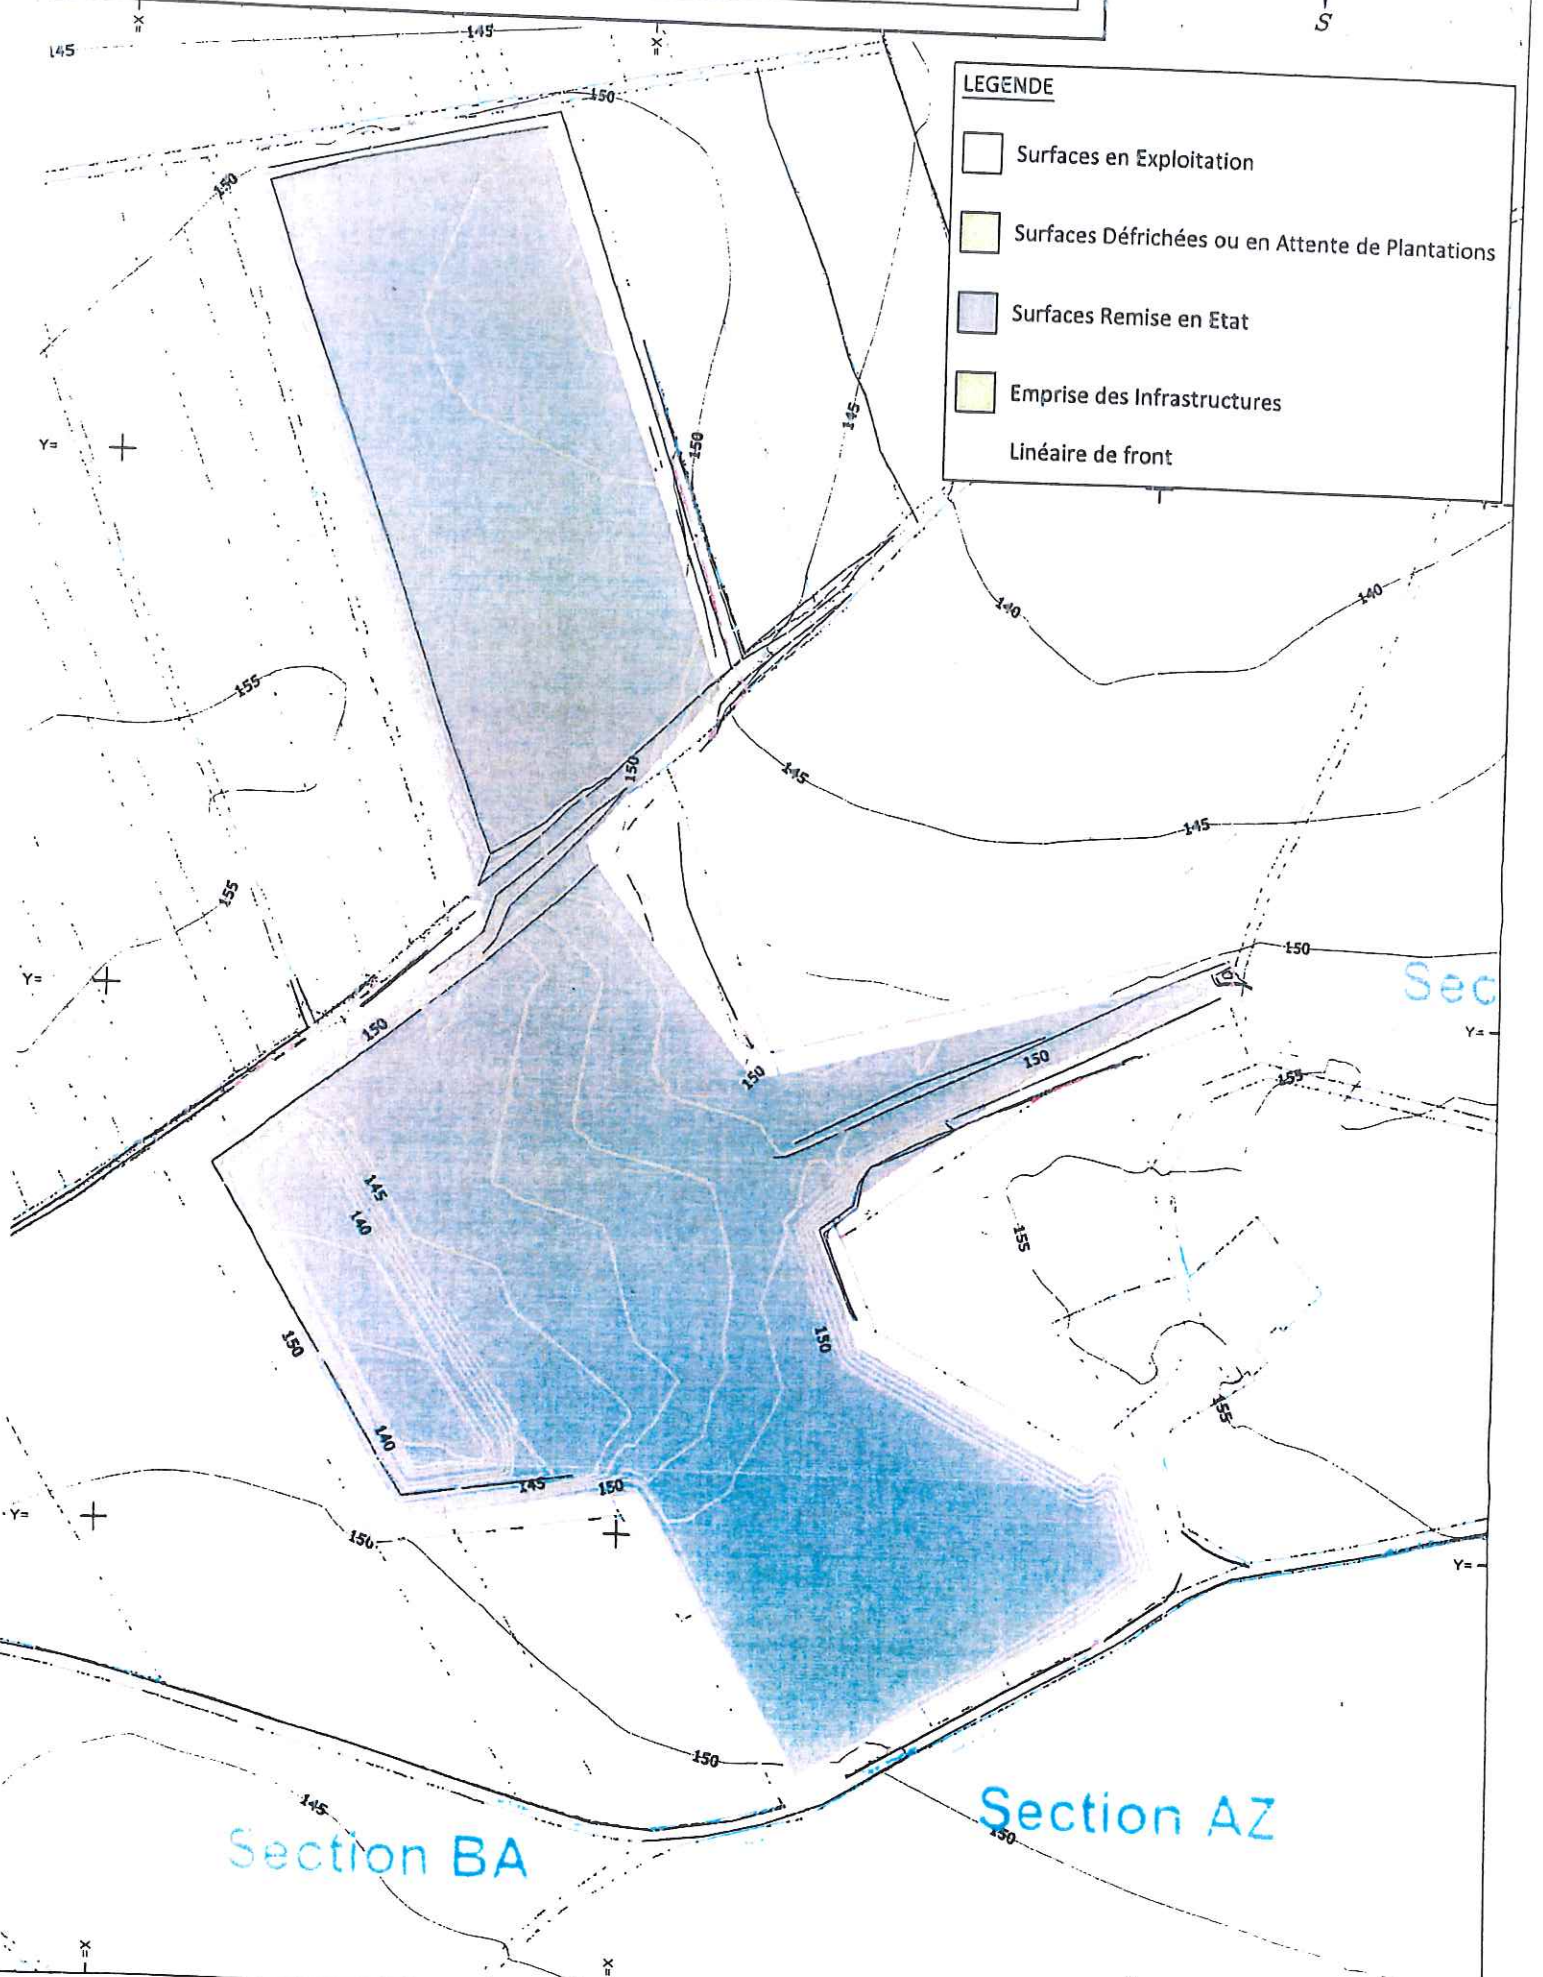 S
=X
=X
145
145
LEGENDE
Surfaces en Exploitation
Surfaces Défrichées ou en Attente de Plantations
Surfaces Remise en Etat
Emprise des Infrastructures
Linéaire de front
150
150
145
150
Y=
140
140
155
150
145
145
155
150
Sec
Y=
150
Y=
150
150
155
145
140
155
150
150
155
140
145
150
Y=
150
Y=
150
145
Section AZ
150
Section BA
=X
=X